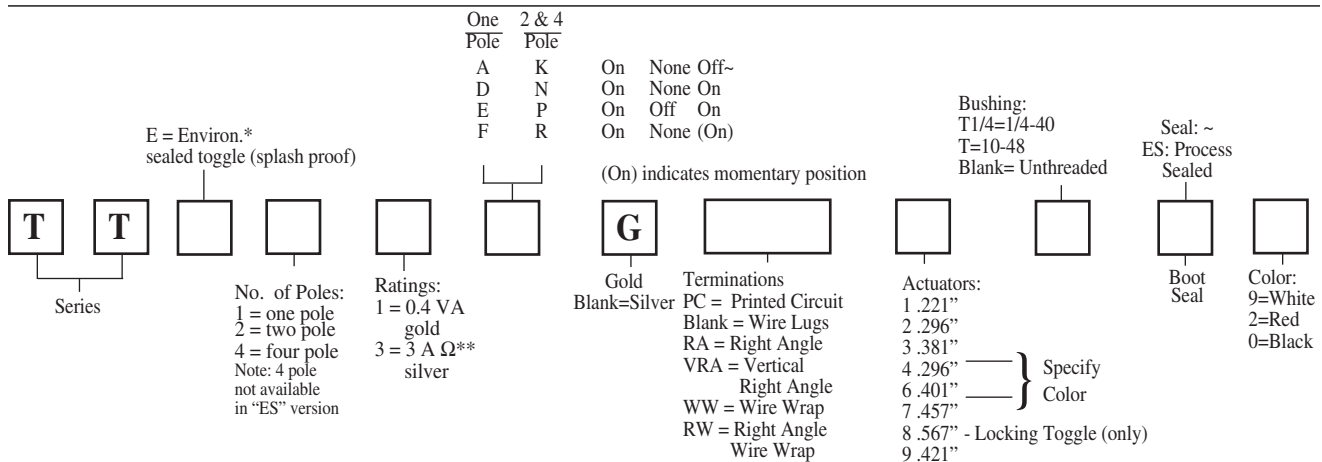 One 2 & 4
Pole Pole
A K On None Off~
D N On None On
E P On Off On
F R On None (On)
(On) indicates momentary position
E = Environ.*
sealed toggle (splash proof)
Bushing:
T1/4=1/4-40
T=10-48
Blank= Unthreaded
Seal: ~
ES: Process
Sealed
T T G
Series
No. of Poles:
1 = one pole
2 = two pole
4 = four pole
Note: 4 pole
not available
in “ES” version
Ratings:
1 = 0.4 VA
gold
3 = 3 A Ω**
silver
Gold
Blank=Silver
Terminations
PC = Printed Circuit
Blank = Wire Lugs
RA = Right Angle
VRA = Vertical
Right Angle
WW = Wire Wrap
RW = Right Angle
Wire Wrap
Actuators:
1 .221”
2 .296”
3 .381”
4 .296”
6 .401”
7 .457”
8 .567” - Locking Toggle (only)
9 .421”
Specify
Color
Boot
Seal
Color:
9=White
2=Red
0=Black